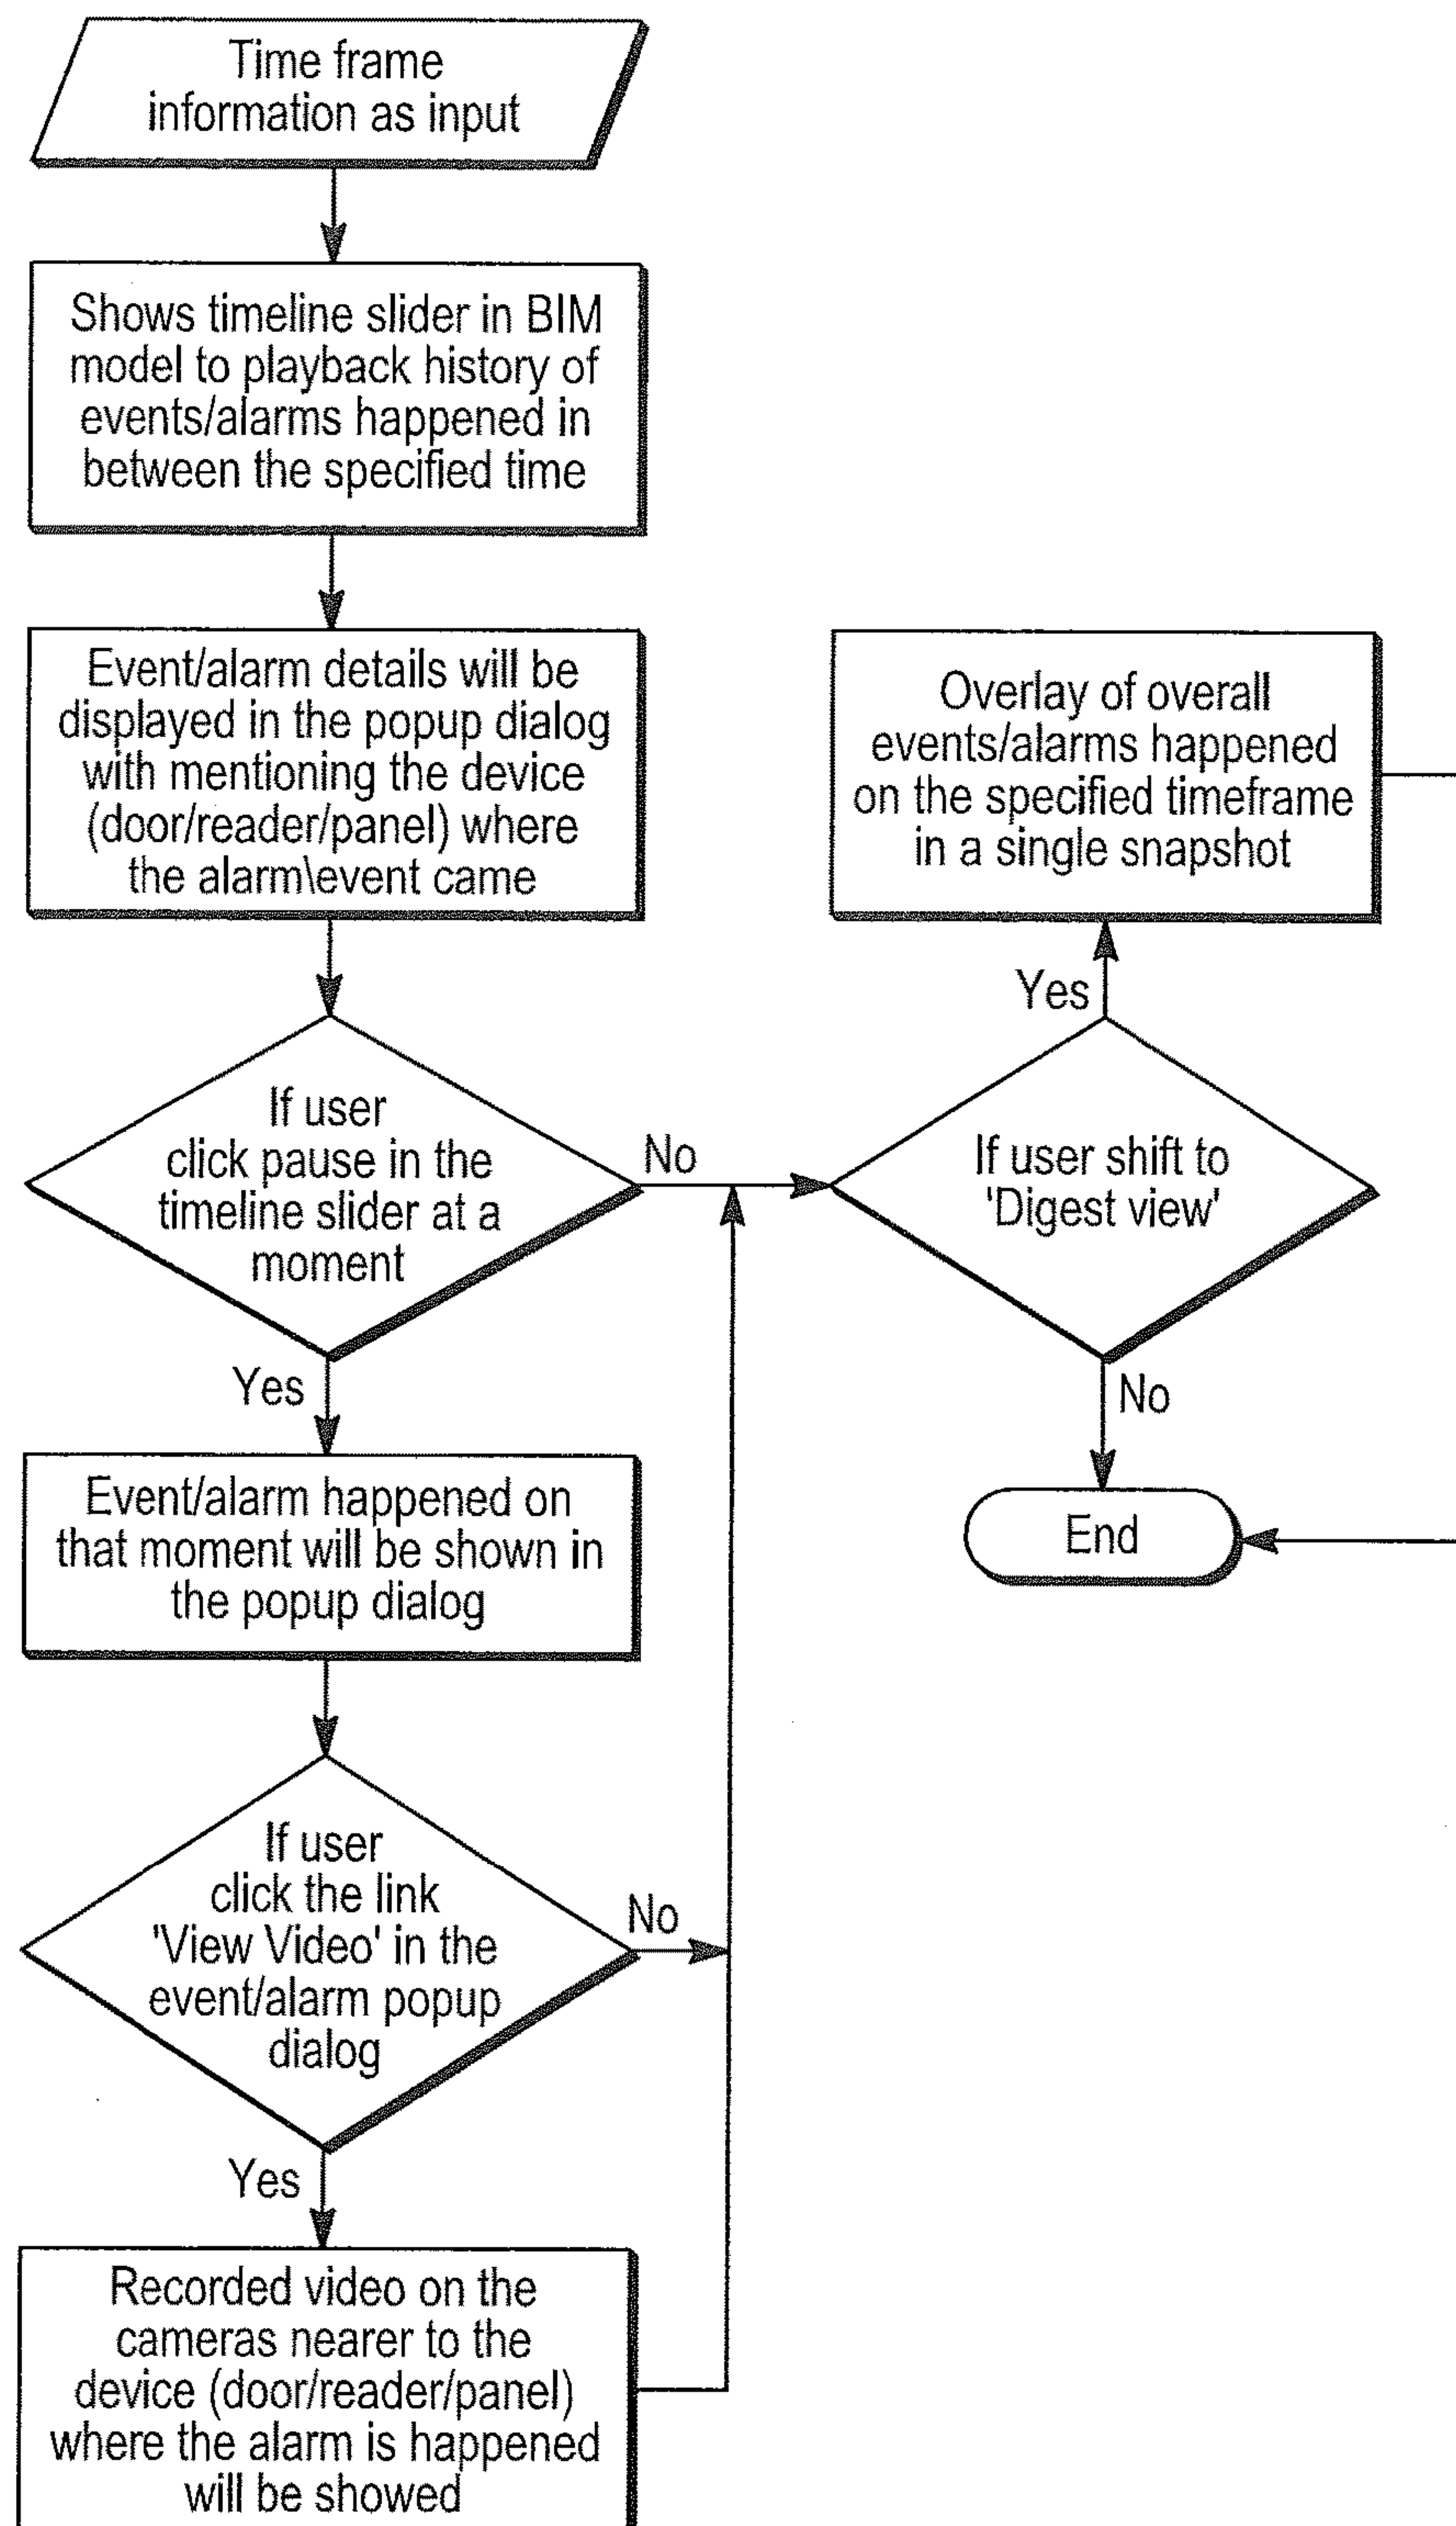 Time frame
information as input
Shows timeline slider in BIM
model to playback history of
events/alarms happened in
between the specified time
Event/alarm details will be
displayed in the popup dialog
with mentioning the device
(door/reader/panel) where
the alarm\event came
If user
click pause in the
timeline slider at a
moment
No
Yes
Event/alarm happened on
that moment will be shown in
the popup dialog
If user
click the link
'View Video' in the
event/alarm popup
dialog
No
Yes
Recorded video on the
cameras nearer to the
device (door/reader/panel)
where the alarm is happened
will be showed
Overlay of overall
events/alarms happened
on the specified timeframe
in a single snapshot
Yes
If user shift to
'Digest view'
No
End